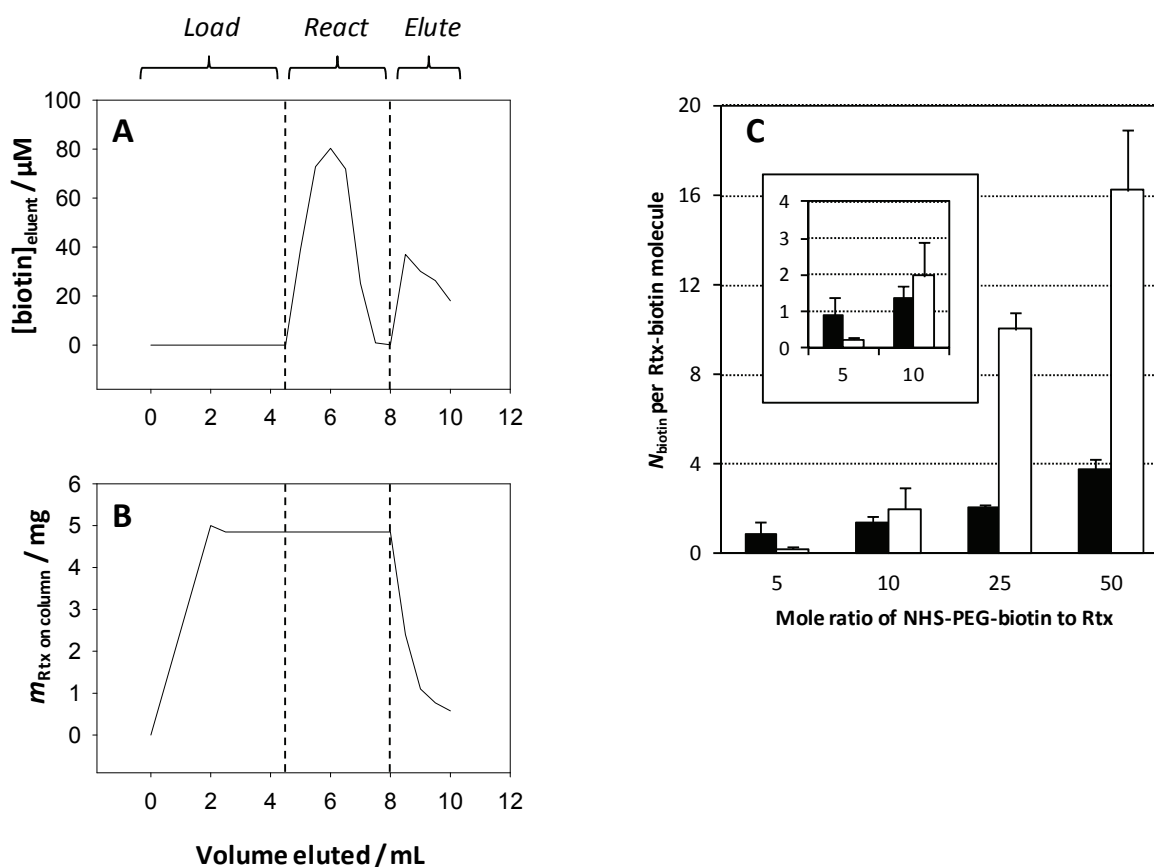 Load React Elute
A
[biotin]eluent / µM
100
80
60
40
20
0
0 2 4 6 8 10 12
B
mRtx on column / mg
6
5
4
3
2
1
0
0 2 4 6 8 10 12
Volume eluted / mL
C
Nbiotin per Rtx-biotin molecule
20
16
12
8
4
0
4
3
2
1
0
5 10
5 10 25 50
Mole ratio of NHS-PEG-biotin to Rtx